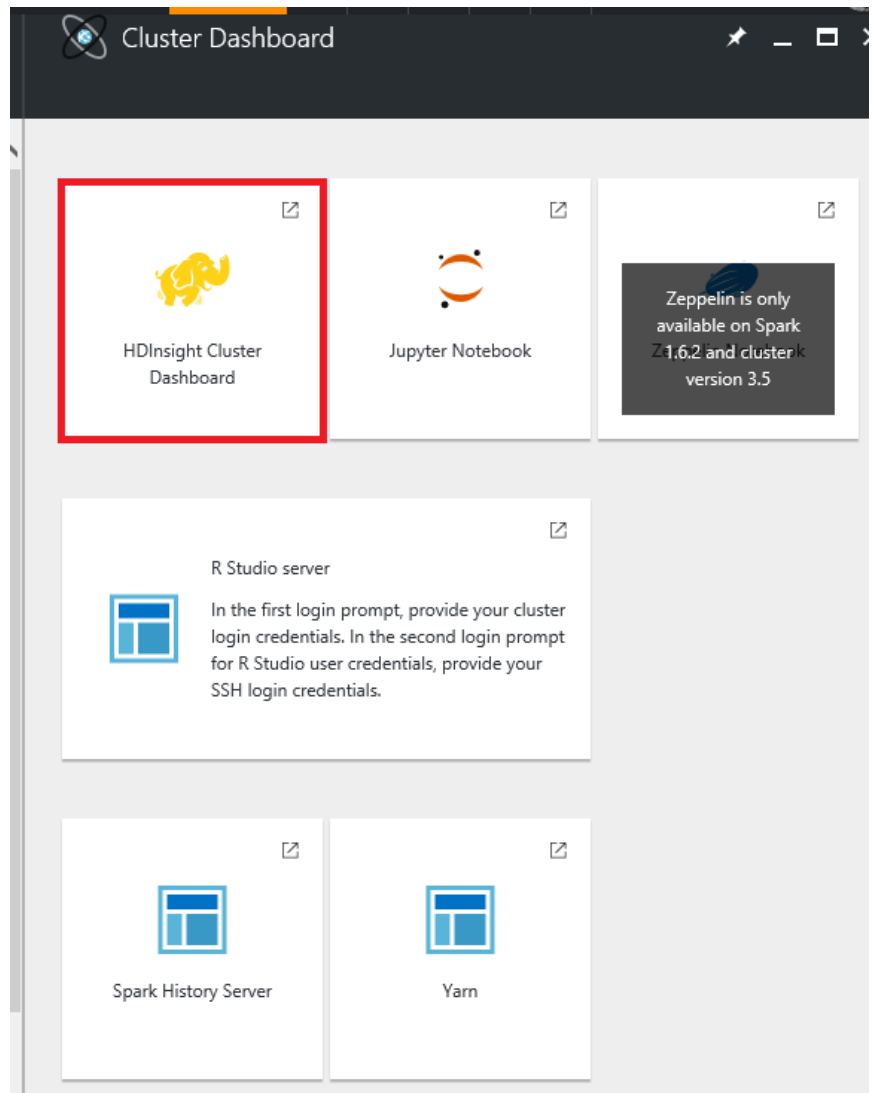 Cluster Dashboard
HDInsight Cluster
Dashboard
Jupyter Notebook
Zeppelin is only
available on Spark
1.6.2 and cluster
version 3.5
Zeppelin Notebook
R Studio server
In the first login prompt, provide your cluster
login credentials. In the second login prompt
for R Studio user credentials, provide your
SSH login credentials.
Spark History Server
Yarn